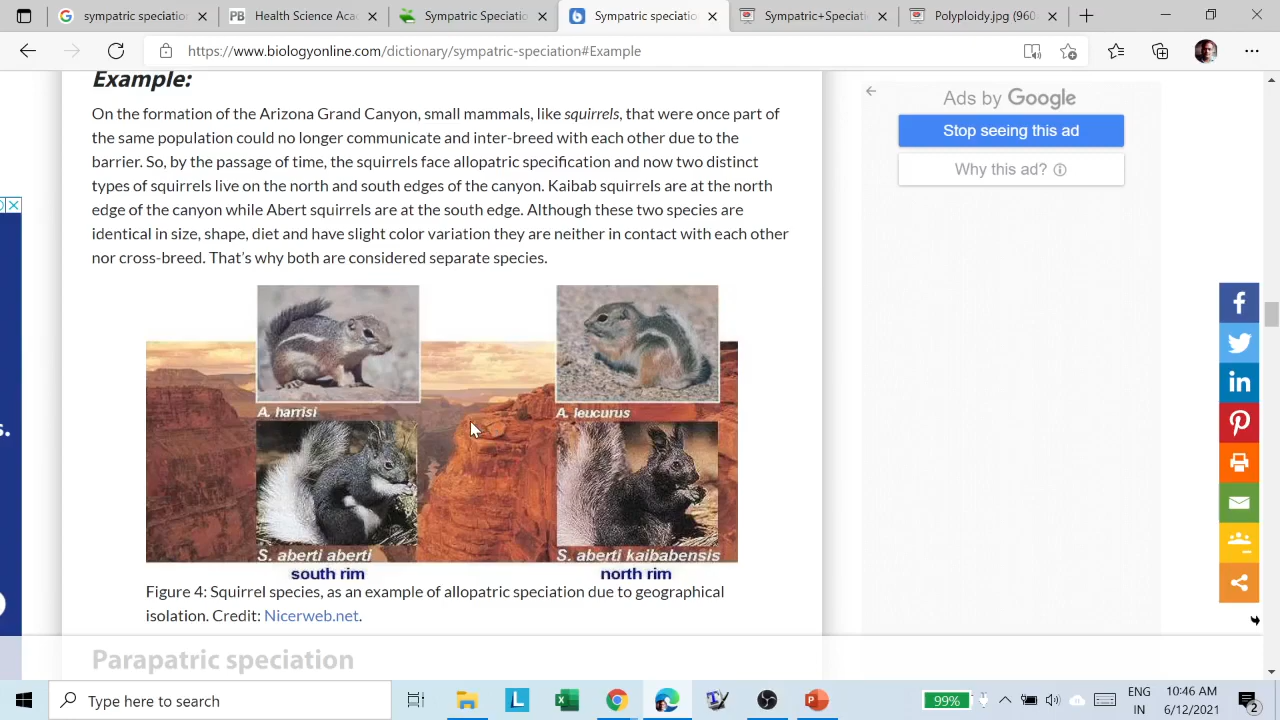 Sympatric Speciatio
Health Science Aca
Sympatric Speciatio
Sympatric speciatio
Sympatric+Speciati
Polyploidy.jpg (960
https://www.biologyonline.com/dictionary/sympatric-speciation#Example
Example:
On the formation of the Arizona Grand Canyon, small mammals, like squirrels, that were once part of
the same population could no longer communicate and inter-breed with each other due to the
barrier. So, by the passage of time, the squirrels face allopatric specification and now two distinct
types of squirrels live on the north and south edges of the canyon. Kaibab squirrels are at the north
edge of the canyon while Abert squirrels are at the south edge. Although these two species are
identical in size, shape, diet and have slight color variation they are neither in contact with each other
nor cross-breed. That's why both are considered separate species.
A. harrisi
A. leucurus
S. aberti aberti
S. aberti kaibabensis
south rim
north rim
Figure 4: Squirrel species, as an example of allopatric speciation due to geographical
isolation. Credit: Nicerweb.net.
Parapatric speciation
s.
Ads by Google
Stop seeing this ad
Why this ad?
Type here to search
99%
ENG
IN
10:46 AM
6/12/2021
2